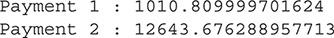 Payment 1 : 1010.809999701624
Payment 2 : 12643.676288957713